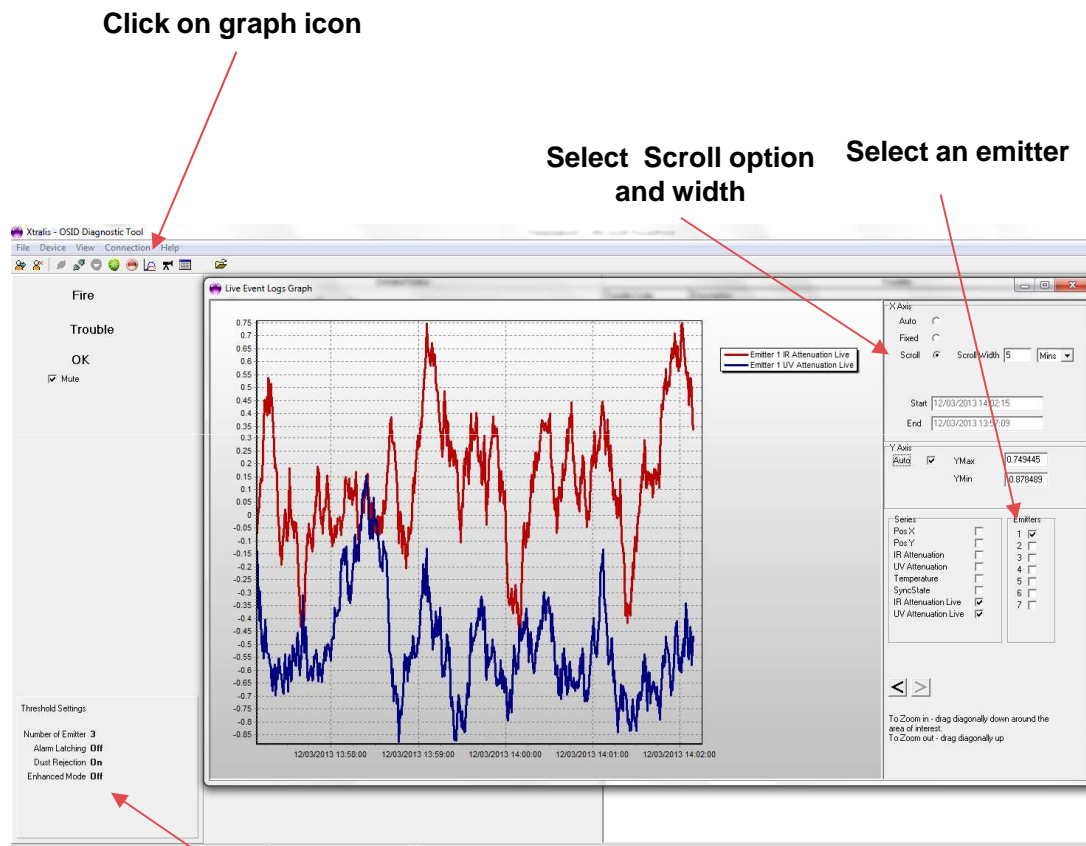 Click on graph icon
Select Scroll option
and width
Select an emitter
Xtralis - OSID Diagnostic Tool
File Device View Connection Help
Fire
Trouble
OK
Mute
Live Event Logs Graph
0.75
0.7
0.65
0.6
0.55
0.5
0.45
0.4
0.35
0.3
0.25
0.2
0.15
0.1
0.05
0
-0.05
-0.1
-0.15
-0.2
-0.25
-0.3
-0.35
-0.4
-0.45
-0.5
-0.55
-0.6
-0.65
-0.7
-0.75
-0.8
-0.85
12/03/2013 13:58:00 12/03/2013 13:59:00 12/03/2013 14:00:00 12/03/2013 14:01:00 12/03/2013 14:02:00
Emitter 1 IR Attenuation Live
Emitter 1 UV Attenuation Live
X Axis
Auto
Fixed
Scroll Scroll Width 5 Mins
Start 12/03/2013 14:02:15
End 12/03/2013 13:57:09
Y Axis
Auto YMax 0.749445
YMin 0.878489
Series
Pos X
Pos Y
IR Attenuation
UV Attenuation
Temperature
SyncState
IR Attenuation Live
UV Attenuation Live
Emitters
1
2
3
4
5
6
7
< >
To Zoom in - drag diagonally down around the
area of interest.
To Zoom out - drag diagonally up
Threshold Settings
Number of Emitter 3
Alarm Latching Off
Dust Rejection On
Enhanced Mode Off